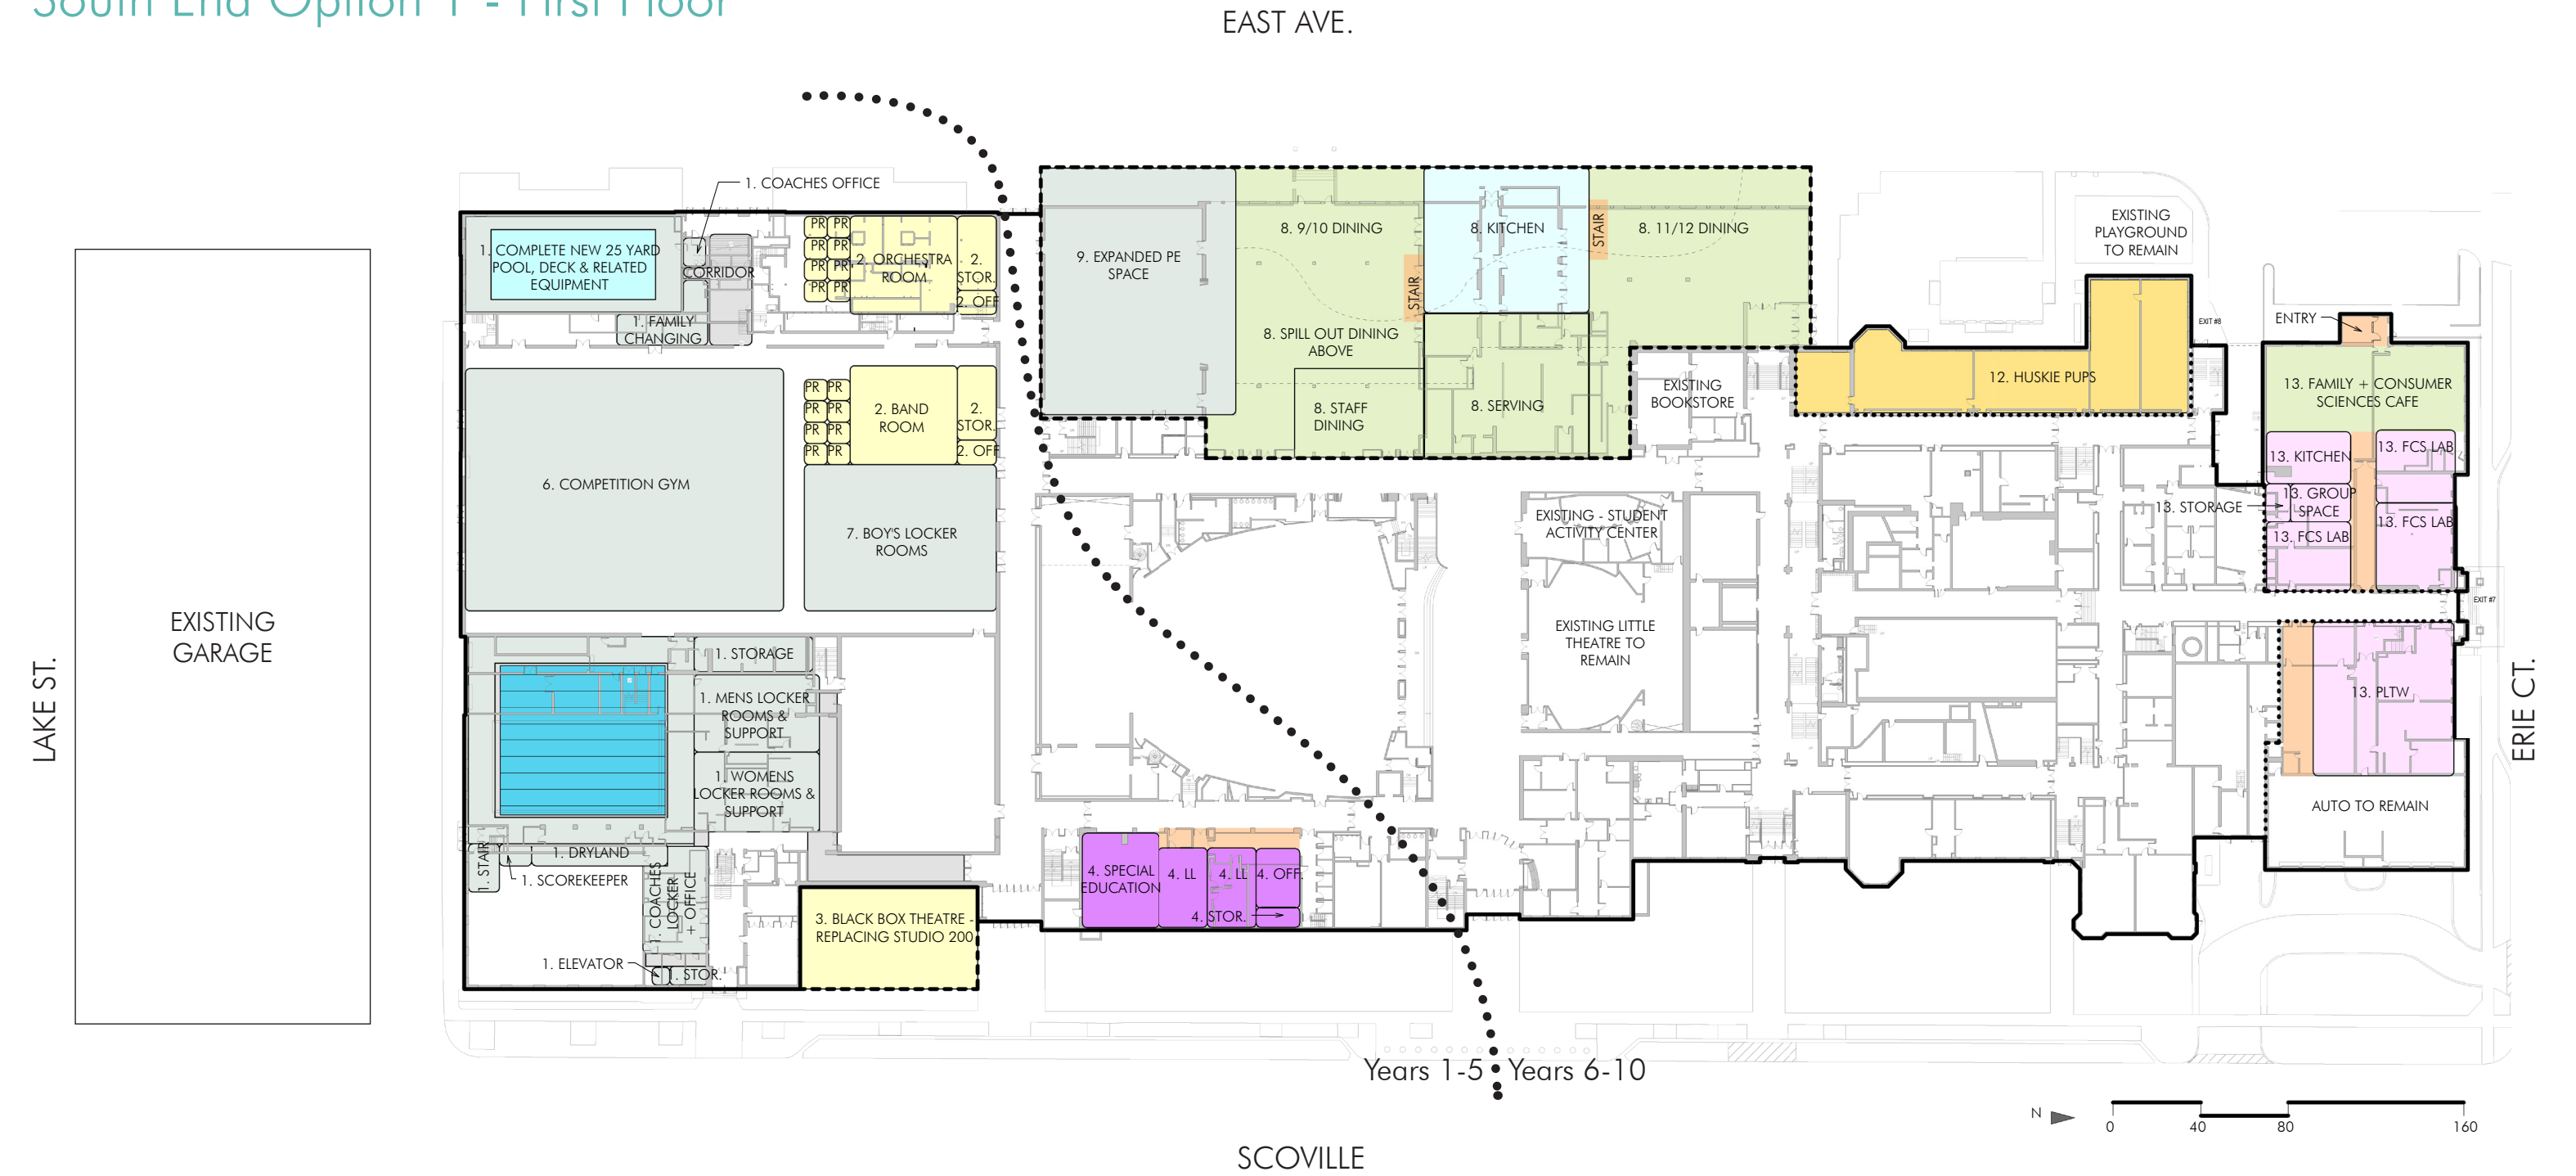 South End Option 1 - First Floor
EAST AVE.
1. COACHES OFFICE
1. COMPLETE NEW 25 YARD
POOL, DECK & RELATED
EQUIPMENT
CORRIDOR
1. FAMILY
CHANGING
PR PR
PR PR
PR PR
PR PR
2. ORCHESTRA
ROOM
2.
STOR.
2. OFF
9. EXPANDED PE
SPACE
8. 9/10 DINING
STAIR
8. SPILL OUT DINING
ABOVE
8. STAFF
DINING
8. KITCHEN
8. SERVING
STAIR
8. 11/12 DINING
EXISTING
BOOKSTORE
EXISTING
PLAYGROUND
TO REMAIN
12. HUSKIE PUPS
EXIT #8
ENTRY
13. FAMILY + CONSUMER
SCIENCES CAFE
13. KITCHEN
13. FCS LAB
13. GROUP
SPACE
13. STORAGE
13. FCS LAB
13. FCS LAB
EXIT #7
13. PLTW
AUTO TO REMAIN
PR PR
PR PR
PR PR
PR PR
2. BAND
ROOM
2.
STOR.
2. OFF
6. COMPETITION GYM
7. BOY'S LOCKER
ROOMS
EXISTING - STUDENT
ACTIVITY CENTER
EXISTING LITTLE
THEATRE TO
REMAIN
EXISTING
GARAGE
LAKE ST.
ERIE CT.
1. STORAGE
1. MENS LOCKER
ROOMS &
SUPPORT
1. WOMENS
LOCKER ROOMS &
SUPPORT
1. STAIR
1. DRYLAND
1. SCOREKEEPER
1. COACHES
LOCKER
+ OFFICE
1. ELEVATOR
1. STOR.
3. BLACK BOX THEATRE -
REPLACING STUDIO 200
4. SPECIAL
EDUCATION
4. LL
4. LL
4. OFF.
4. STOR.
Years 1-5
Years 6-10
N
0 40 80 160
SCOVILLE